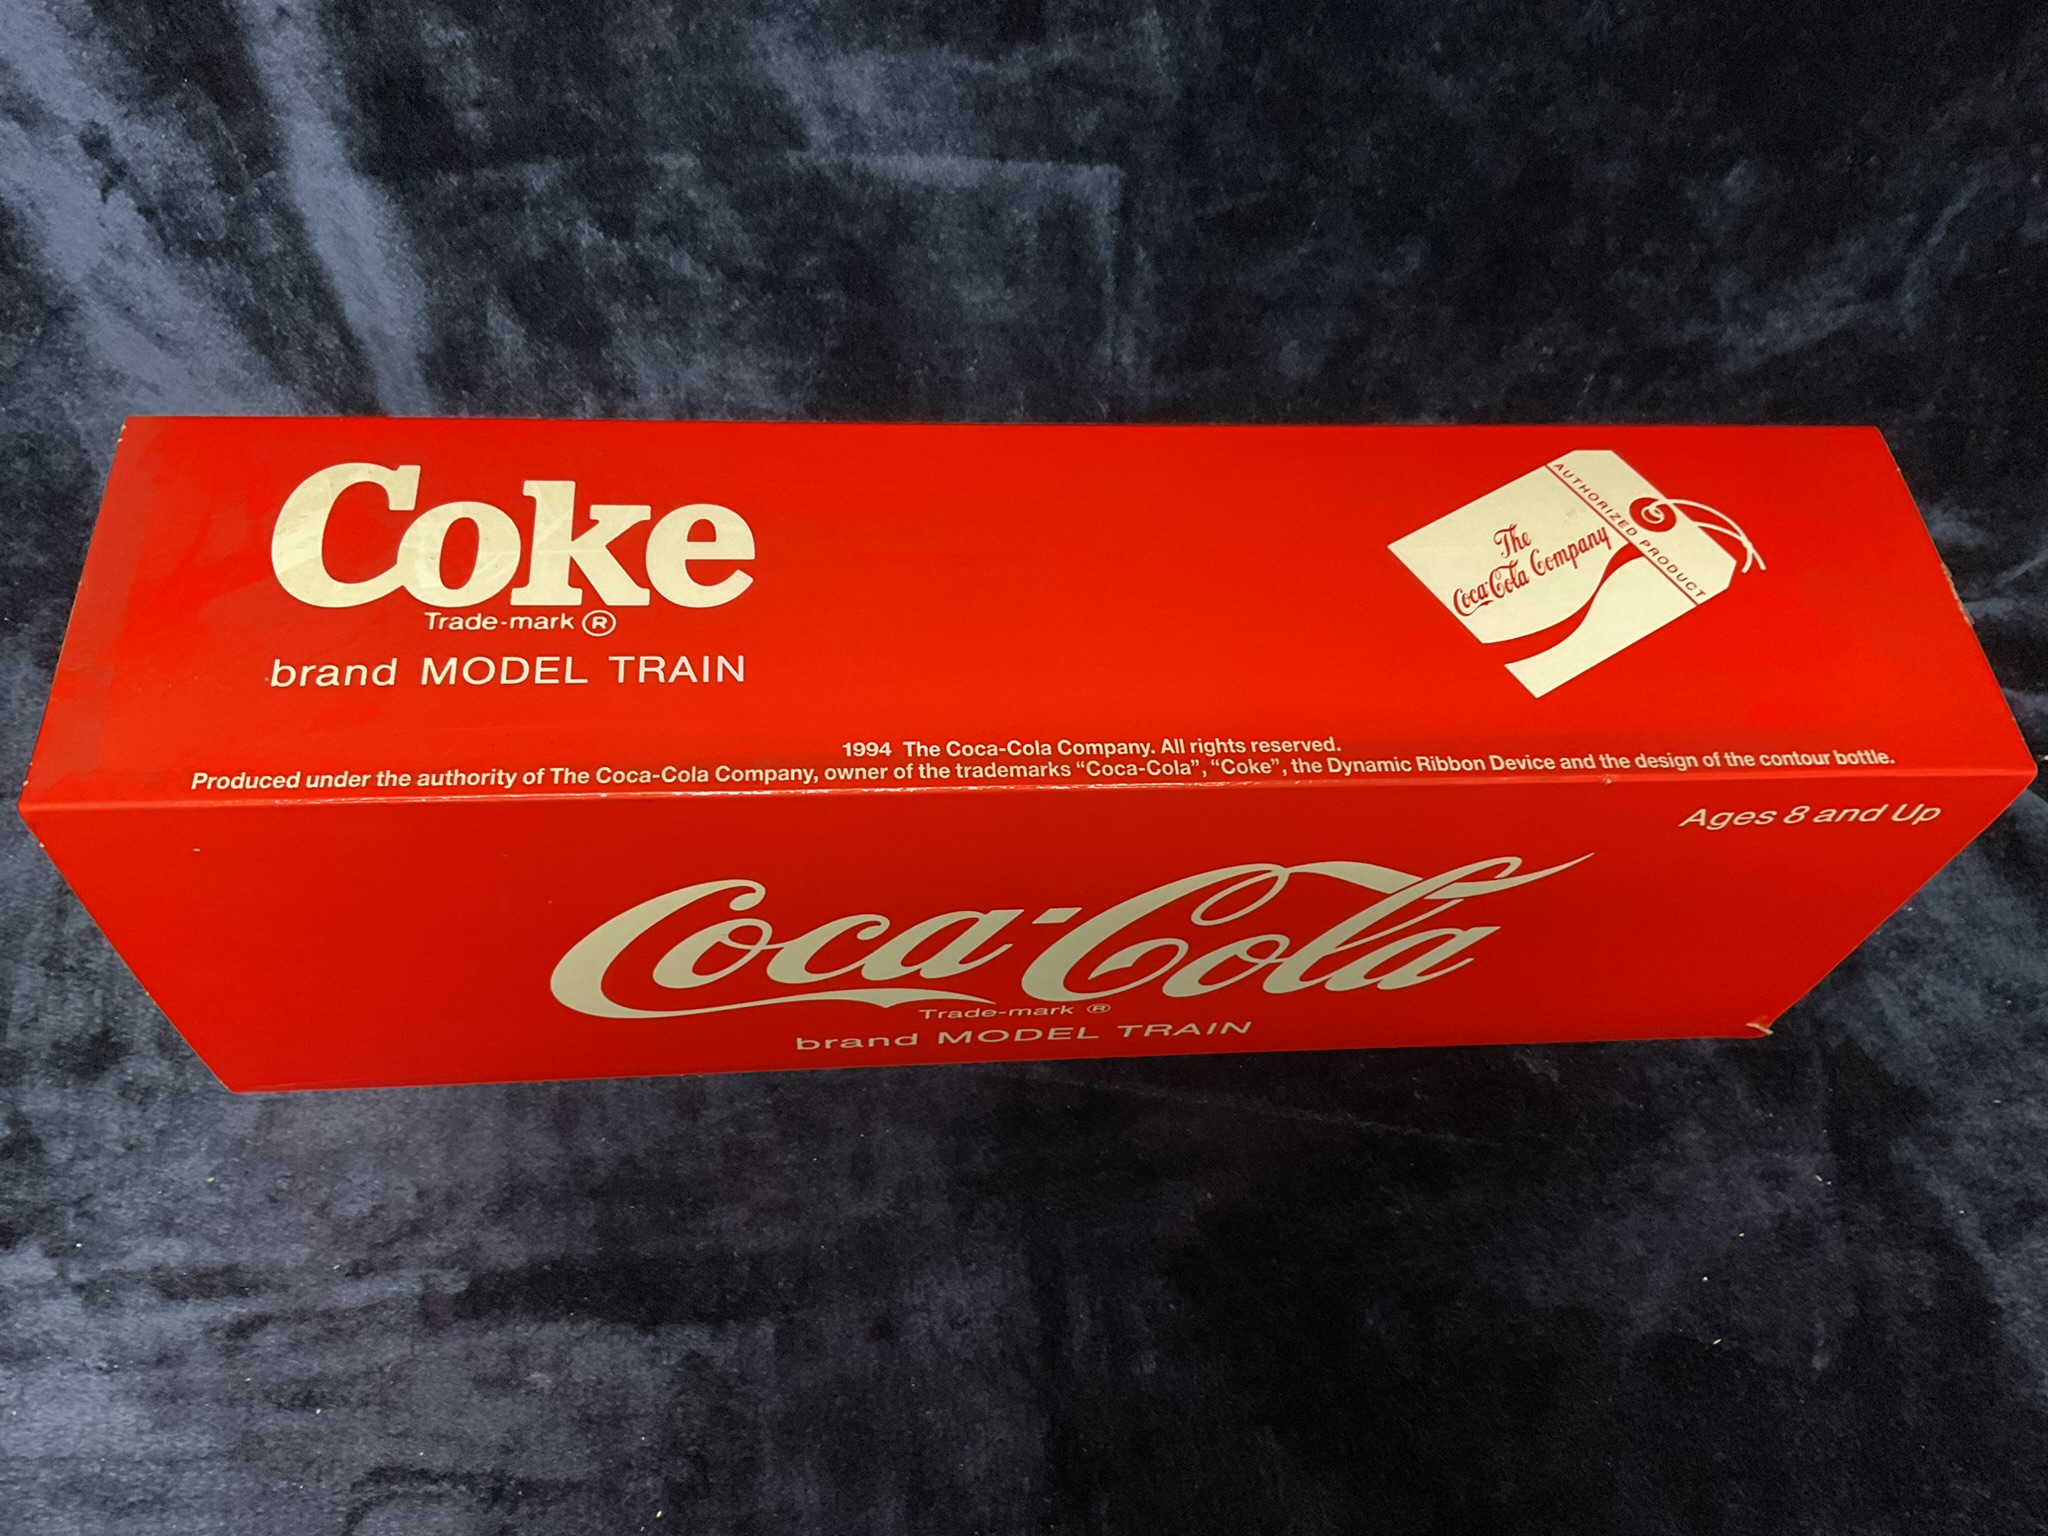 Coke
Trade-mark ®
brand MODEL TRAIN
AUTHORIZED PRODUCT
The
Coca-Cola Company
1994 The Coca-Cola Company. All rights reserved.
Produced under the authority of The Coca-Cola Company, owner of the trademarks “Coca-Cola”, “Coke”, the Dynamic Ribbon Device and the design of the contour bottle.
Ages 8 and Up
Coca-Cola
Trade-mark ®
brand MODEL TRAIN